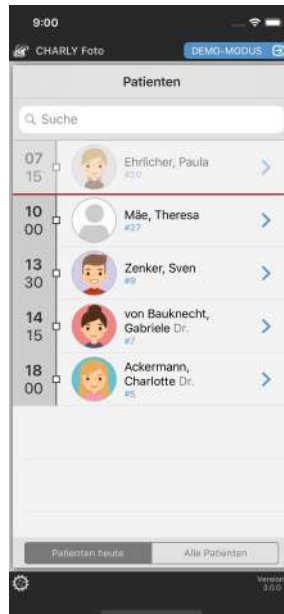 9:00
CHARLY Foto
DEMO-MODUS
Patienten
Suche
07
15
Ehrlicher, Paula
#20
10
00
Mäe, Theresa
#27
13
30
Zenker, Sven
#9
14
15
von Bauknecht,
Gabriele Dr.
#7
18
00
Ackermann,
Charlotte Dr.
#5
Patienten heute
Alle Patienten
Version
3.0.0